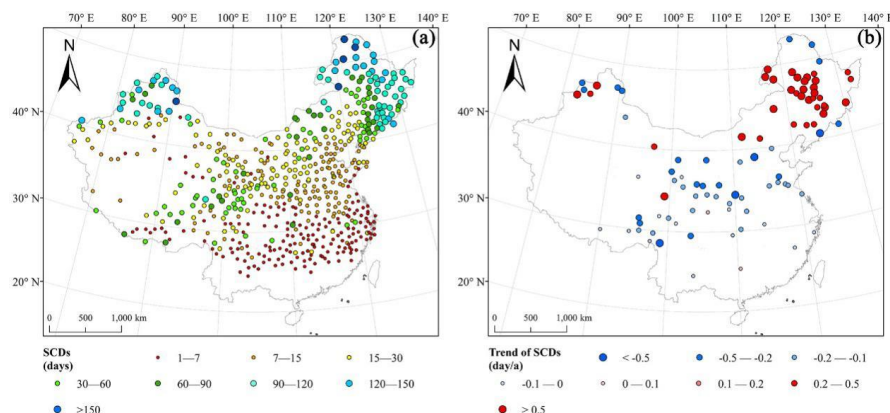 70° E 80° E 90° E 100° E 110° E 120° E 130° E 140° E
(a)
N
40° N
30° N
20° N
0 500 1,000 km
SCDs
(days)
1—7
7—15
15—30
30—60
60—90
90—120
120—150
>150
70° E 80° E 90° E 100° E 110° E 120° E 130° E 140° E
(b)
N
40° N
30° N
20° N
0 500 1,000 km
Trend of SCDs
(day/a)
< -0.5
-0.5—-0.2
-0.2—-0.1
-0.1—0
0—0.1
0.1—0.2
0.2—0.5
> 0.5